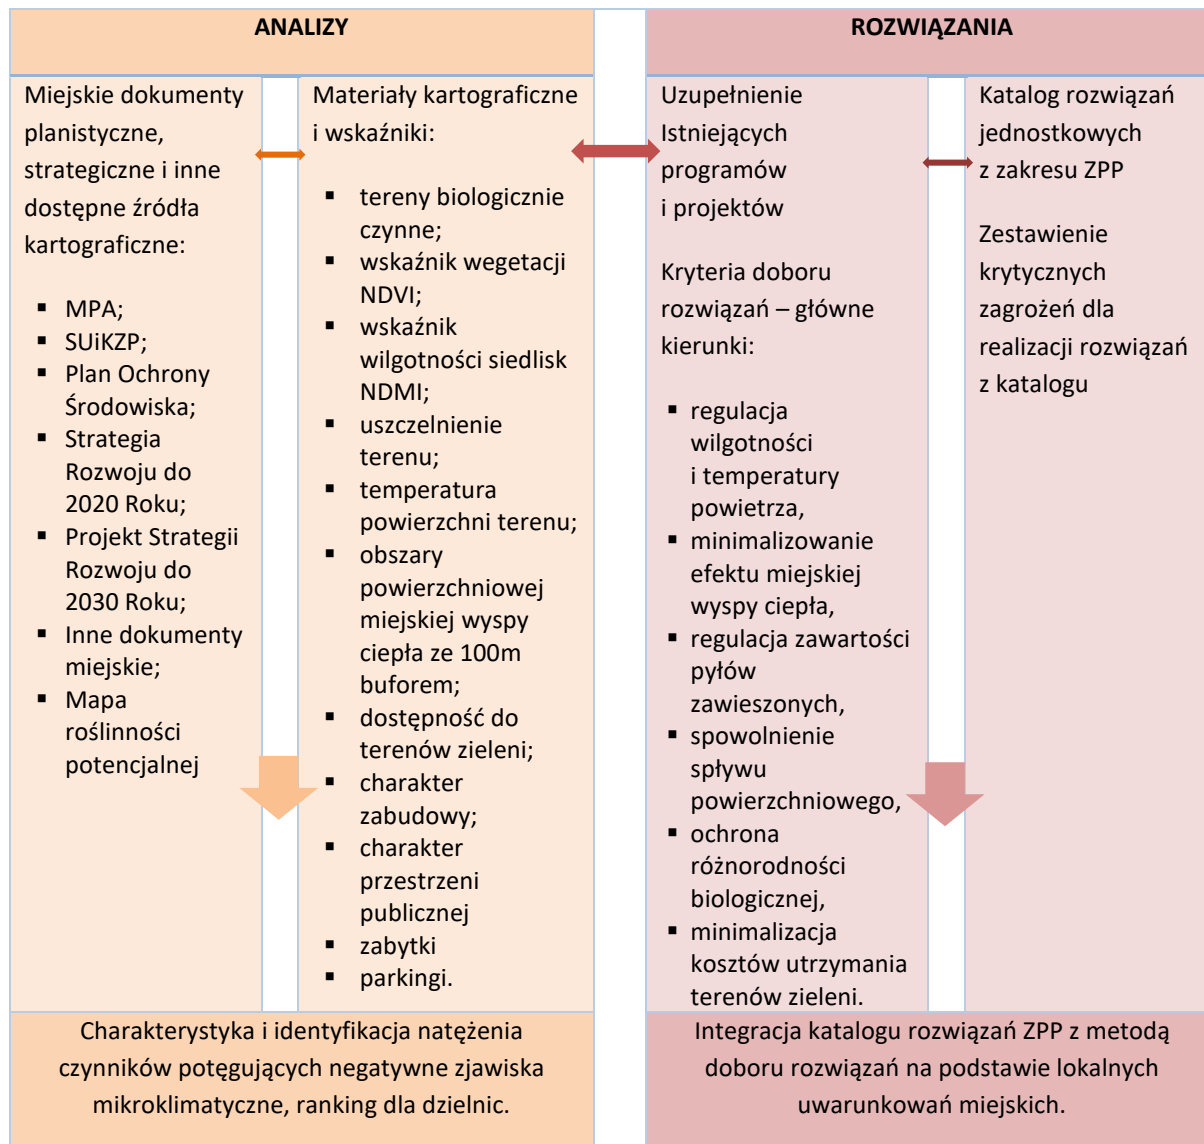 ANALIZY
Miejskie dokumenty
planistyczne,
strategiczne i inne
dostępne źródła
kartograficzne:
▪ MPA;
▪ SUiKZP;
▪ Plan Ochrony
Środowiska;
▪ Strategia
Rozwoju do
2020 Roku;
▪ Projekt Strategii
Rozwoju do
2030 Roku;
▪ Inne dokumenty
miejskie;
▪ Mapa
roślinności
potencjalnej
Materiały kartograficzne
i wskaźniki:
▪ tereny biologicznie
czynne;
▪ wskaźnik wegetacji
NDVI;
▪ wskaźnik
wilgotności siedlisk
NDMI;
▪ uszczelnienie
terenu;
▪ temperatura
powierzchni terenu;
▪ obszary
powierzchniowej
miejskiej wyspy
ciepła ze 100m
buforem;
▪ dostępność do
terenów zieleni;
▪ charakter
zabudowy;
▪ charakter
przestrzeni
publicznej
▪ zabytki
▪ parkingi.
Charakterystyka i identyfikacja natężenia
czynników potęgujących negatywne zjawiska
mikroklimatyczne, ranking dla dzielnic.
ROZWIĄZANIA
Uzupełnienie
Istniejących
programów
i projektów
Kryteria doboru
rozwiązań – główne
kierunki:
▪ regulacja
wilgotności
i temperatury
powietrza,
▪ minimalizowanie
efektu miejskiej
wyspy ciepła,
▪ regulacja zawartości
pyłów
zawieszonych,
▪ spowolnienie
spływu
powierzchniowego,
▪ ochrona
różnorodności
biologicznej,
▪ minimalizacja
kosztów utrzymania
terenów zieleni.
Katalog rozwiązań
jednostkowych
z zakresu ZPP
Zestawienie
krytycznych
zagrożeń dla
realizacji rozwiązań
z katalogu
Integracja katalogu rozwiązań ZPP z metodą
doboru rozwiązań na podstawie lokalnych
uwarunkowań miejskich.